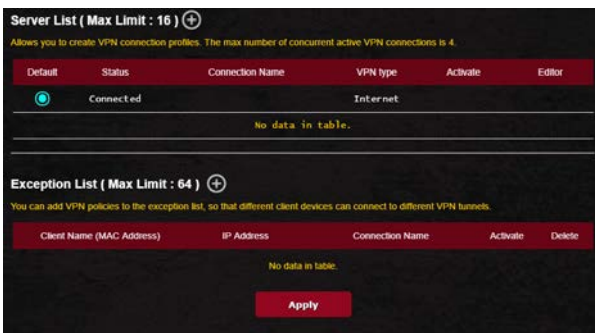 Server List ( Max Limit : 16 )
Allows you to create VPN connection profiles. The max number of concurrent active VPN connections is 4.
Default Status Connection Name VPN type Activate Editor
Connected Internet
No data in table.
Exception List ( Max Limit : 64 )
You can add VPN policies to the exception list, so that different client devices can connect to different VPN tunnels.
Client Name (MAC Address) IP Address Connection Name Activate Delete
No data in table.
Apply